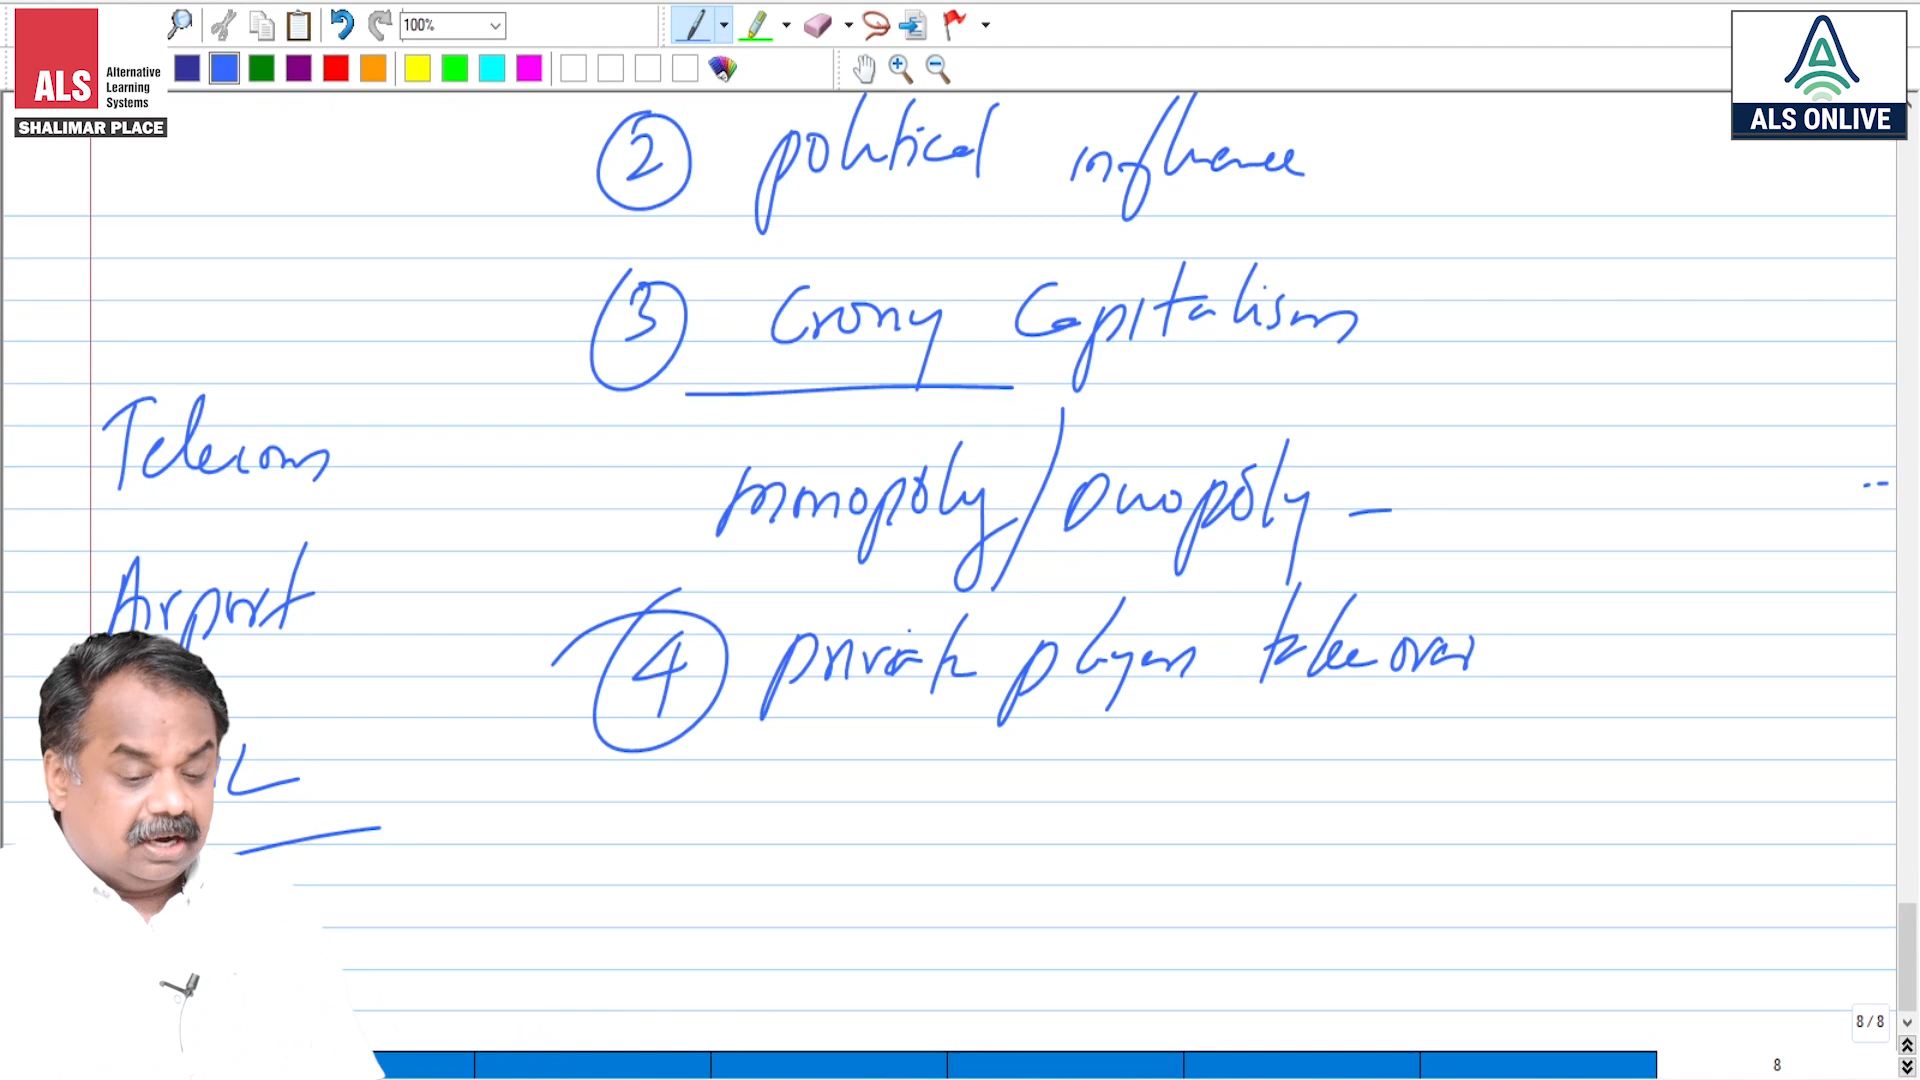 100%
ALS
Alternative
Learning
Systems
SHALIMAR PLACE
ALS ONLIVE
② political influence
③ Crony Capitalism
Telecom
monopoly/Duopoly –
Airport
④ private players takeover
L
8 / 8
8